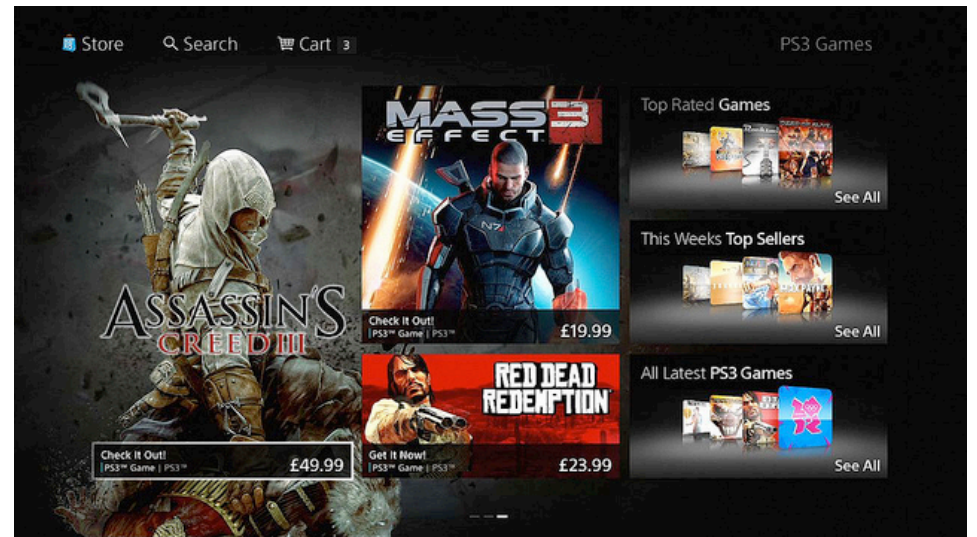 Store
Search
Cart 3
PS3 Games
ASSASSIN'S
CREED III
Check It Out!
PS3™ Game | PS3™
£49.99
MASS 3
EFFECT
N7
Check It Out!
PS3™ Game | PS3™
£19.99
RED DEAD
REDEMPTION
Get It Now!
PS3™ Game | PS3™
£23.99
Top Rated Games
See All
This Weeks Top Sellers
See All
All Latest PS3 Games
See All